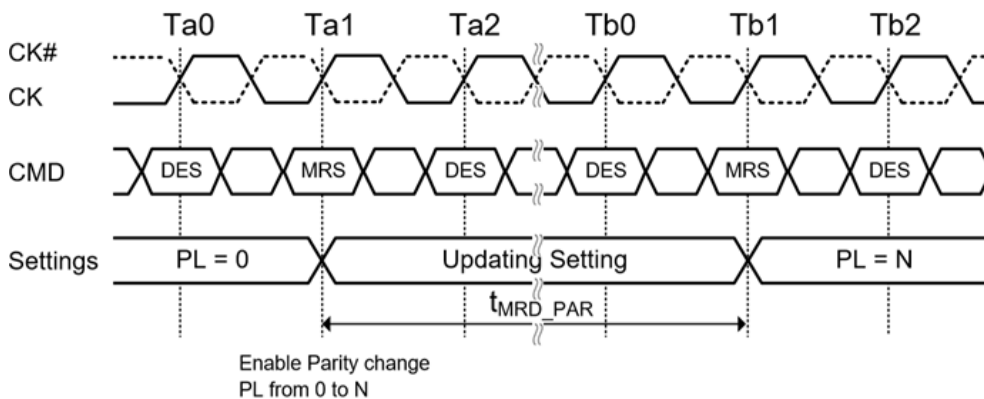 Ta0 Ta1 Ta2 Tb0 Tb1 Tb2
CK#
CK
CMD DES MRS DES DES MRS DES
Settings PL = 0 Updating Setting PL = N
tMRD_PAR
Enable Parity change
PL from 0 to N